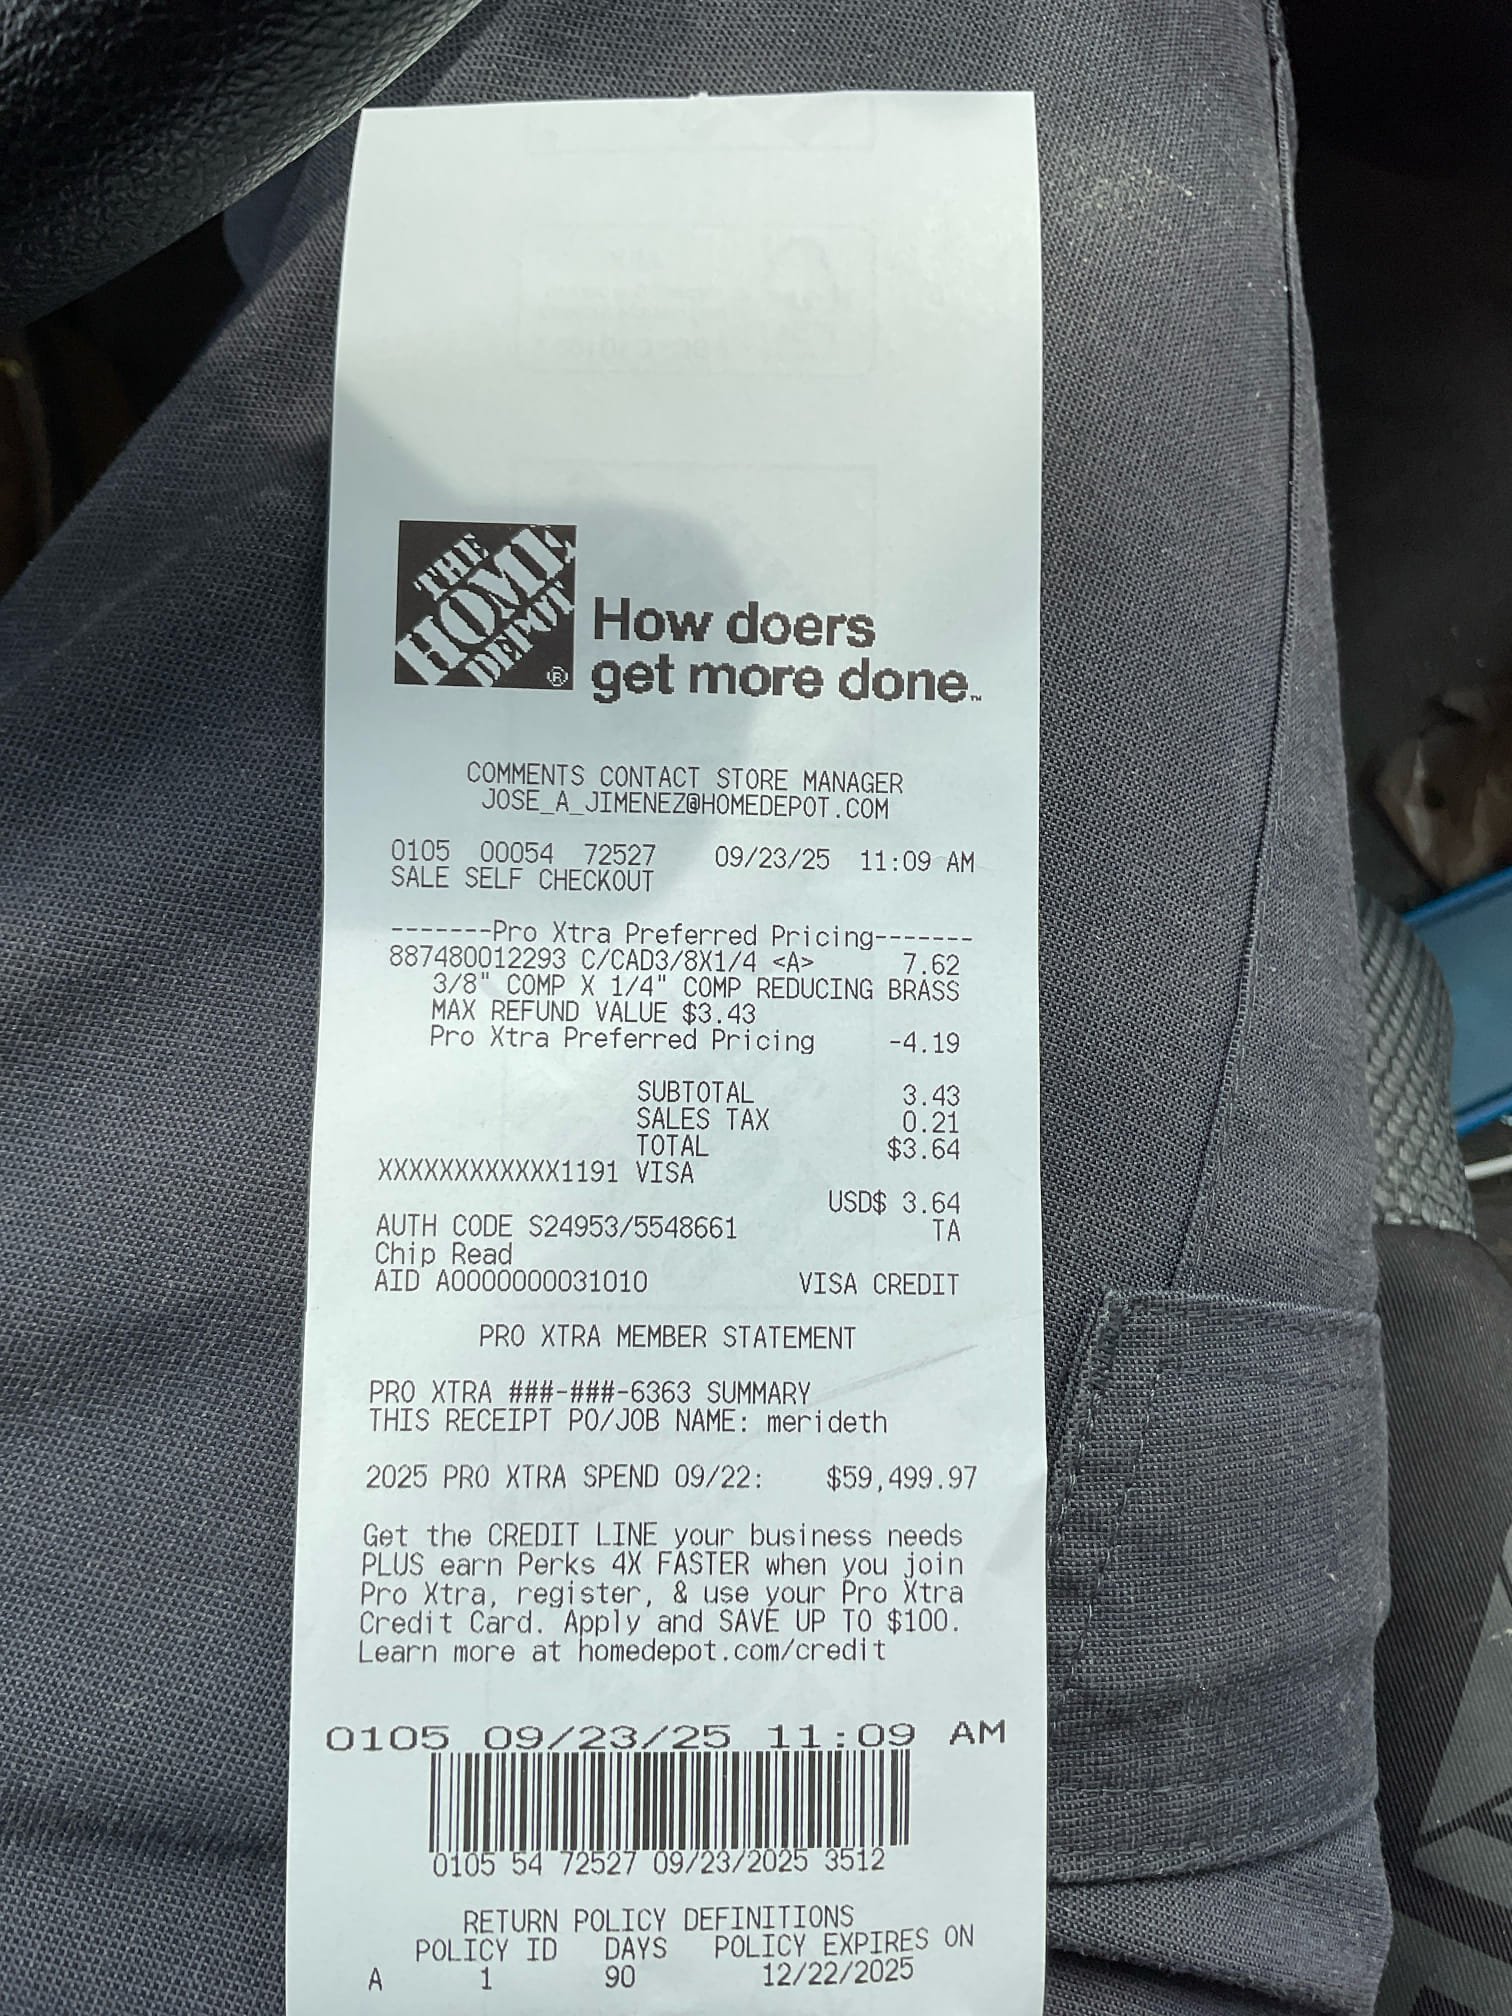 THE
HOME
DEPOT
®
How doers
get more done.™
COMMENTS CONTACT STORE MANAGER
JOSE_A_JIMENEZ@HOMEDEPOT.COM
0105 00054 72527 09/23/25 11:09 AM
SALE SELF CHECKOUT
-------Pro Xtra Preferred Pricing-------
887480012293 C/CAD3/8X1/4 <A> 7.62
3/8" COMP X 1/4" COMP REDUCING BRASS
MAX REFUND VALUE $3.43
Pro Xtra Preferred Pricing -4.19
SUBTOTAL 3.43
SALES TAX 0.21
TOTAL $3.64
XXXXXXXXXXXX1191 VISA
USD$ 3.64
AUTH CODE S24953/5548661 TA
Chip Read
AID A0000000031010 VISA CREDIT
PRO XTRA MEMBER STATEMENT
PRO XTRA ###-###-6363 SUMMARY
THIS RECEIPT PO/JOB NAME: merideth
2025 PRO XTRA SPEND 09/22: $59,499.97
Get the CREDIT LINE your business needs
PLUS earn Perks 4X FASTER when you join
Pro Xtra, register, & use your Pro Xtra
Credit Card. Apply and SAVE UP TO $100.
Learn more at homedepot.com/credit
0105 09/23/25 11:09 AM
0105 54 72527 09/23/2025 3512
RETURN POLICY DEFINITIONS
POLICY ID DAYS POLICY EXPIRES ON
A 1 90 12/22/2025